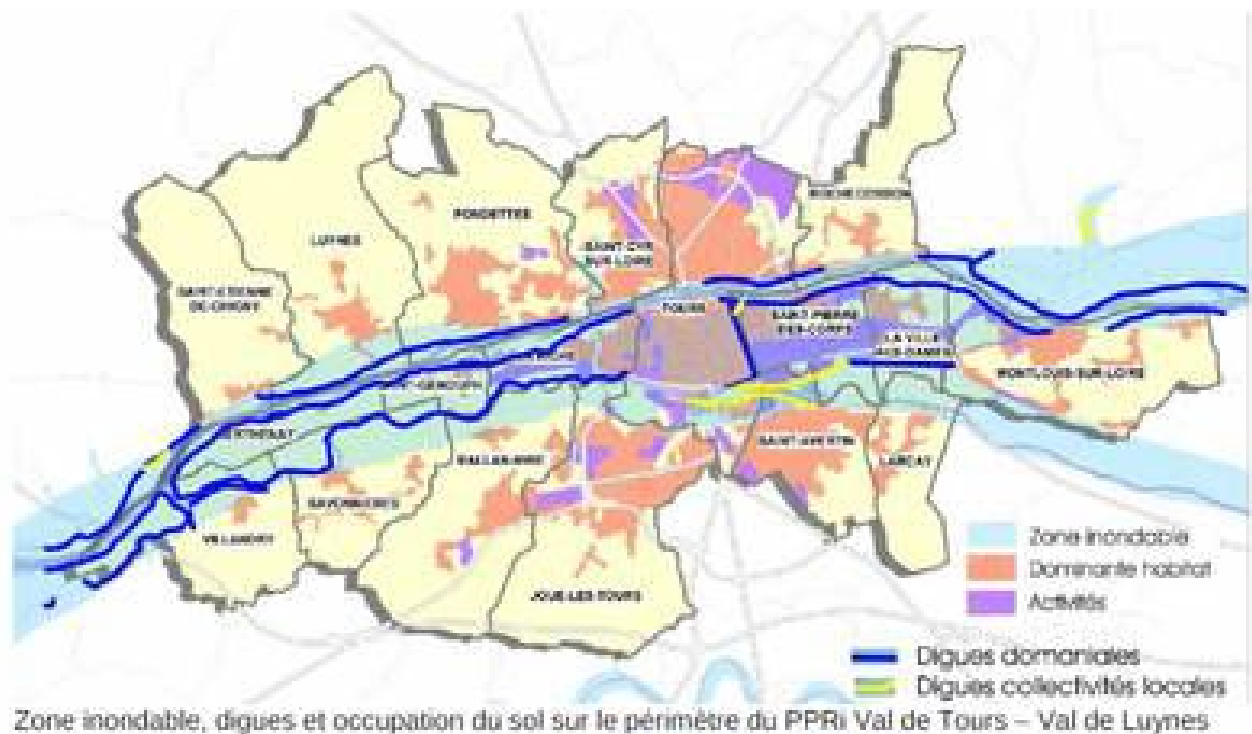 LUYNES
FONDETTES
SAINT-CYR
SUR-LOIRE
ROCHECORBON
SAINT-ETIENNE
DE-CHIGNY
TOURS
SAINT-PIERRE
DES-CORPS
LA VILLE
AUX-DAMES
MONTLOUIS-SUR-LOIRE
SAINT-AVERTIN
LARCAY
BALLAN-MIRE
SAVONNIERES
VILLANDRY
JOUE-LES-TOURS
Zone inondable
Dominante habitat
Activités
Digues domaniales
Digues collectivités locales
Zone inondable, digues et occupation du sol sur le périmètre du PPRi Val de Tours – Val de Luynes